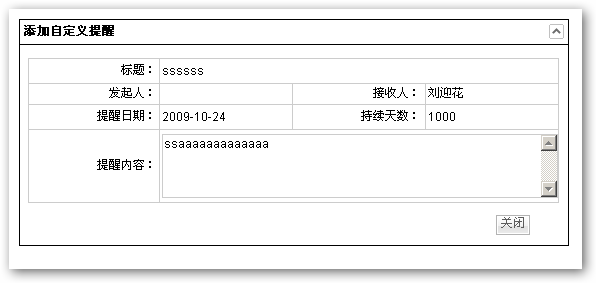 添加自定义提醒
标题： ssssss
发起人： 接收人： 刘迎花
提醒日期： 2009-10-24 持续天数： 1000
提醒内容： ssaaaaaaaaaaaaaa
关闭